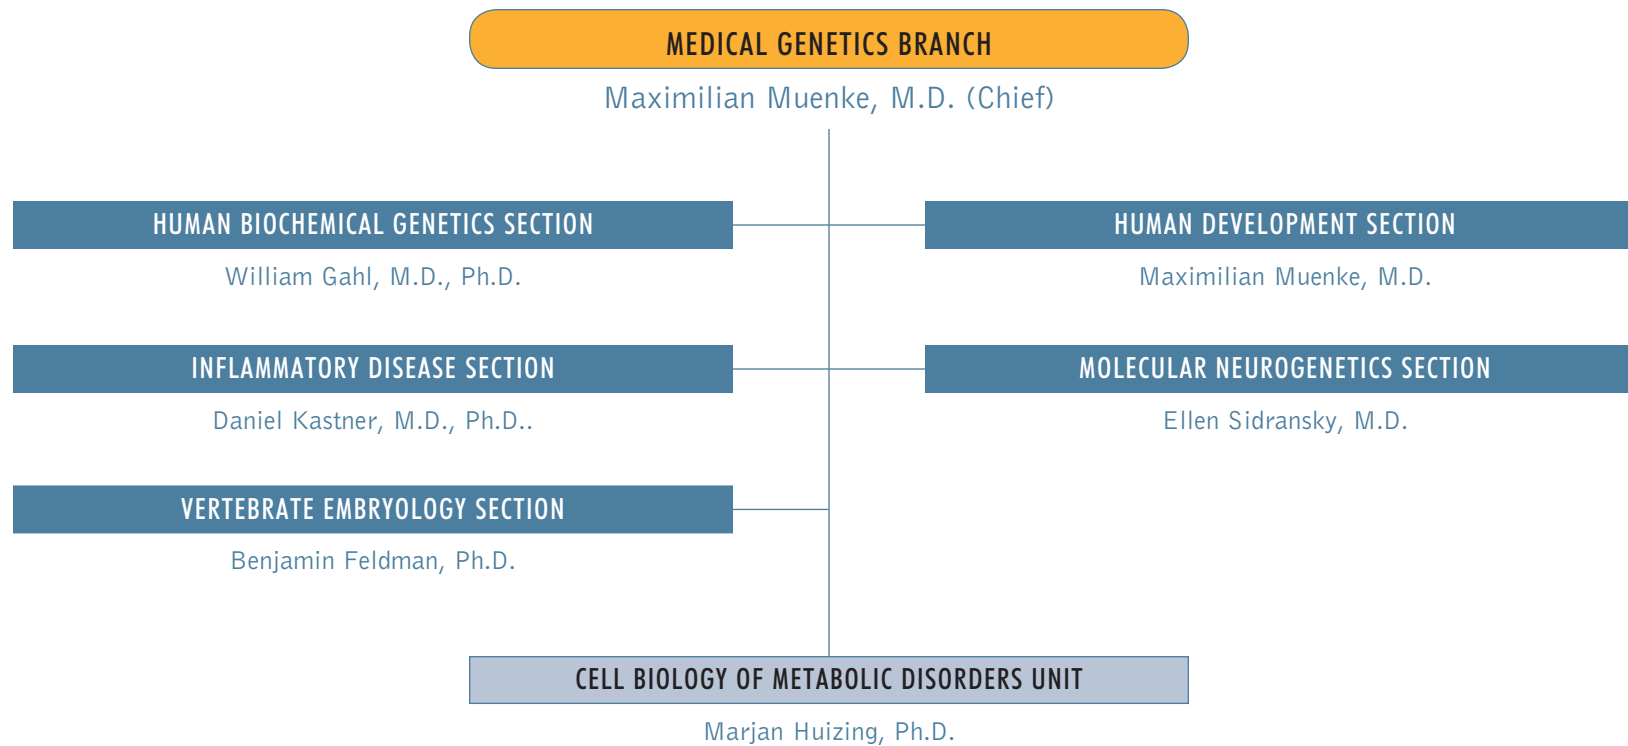 MEDICAL GENETICS BRANCH
Maximilian Muenke, M.D. (Chief)
HUMAN BIOCHEMICAL GENETICS SECTION
William Gahl, M.D., Ph.D.
HUMAN DEVELOPMENT SECTION
Maximilian Muenke, M.D.
INFLAMMATORY DISEASE SECTION
Daniel Kastner, M.D., Ph.D..
MOLECULAR NEUROGENETICS SECTION
Ellen Sidransky, M.D.
VERTEBRATE EMBRYOLOGY SECTION
Benjamin Feldman, Ph.D.
CELL BIOLOGY OF METABOLIC DISORDERS UNIT
Marjan Huizing, Ph.D.